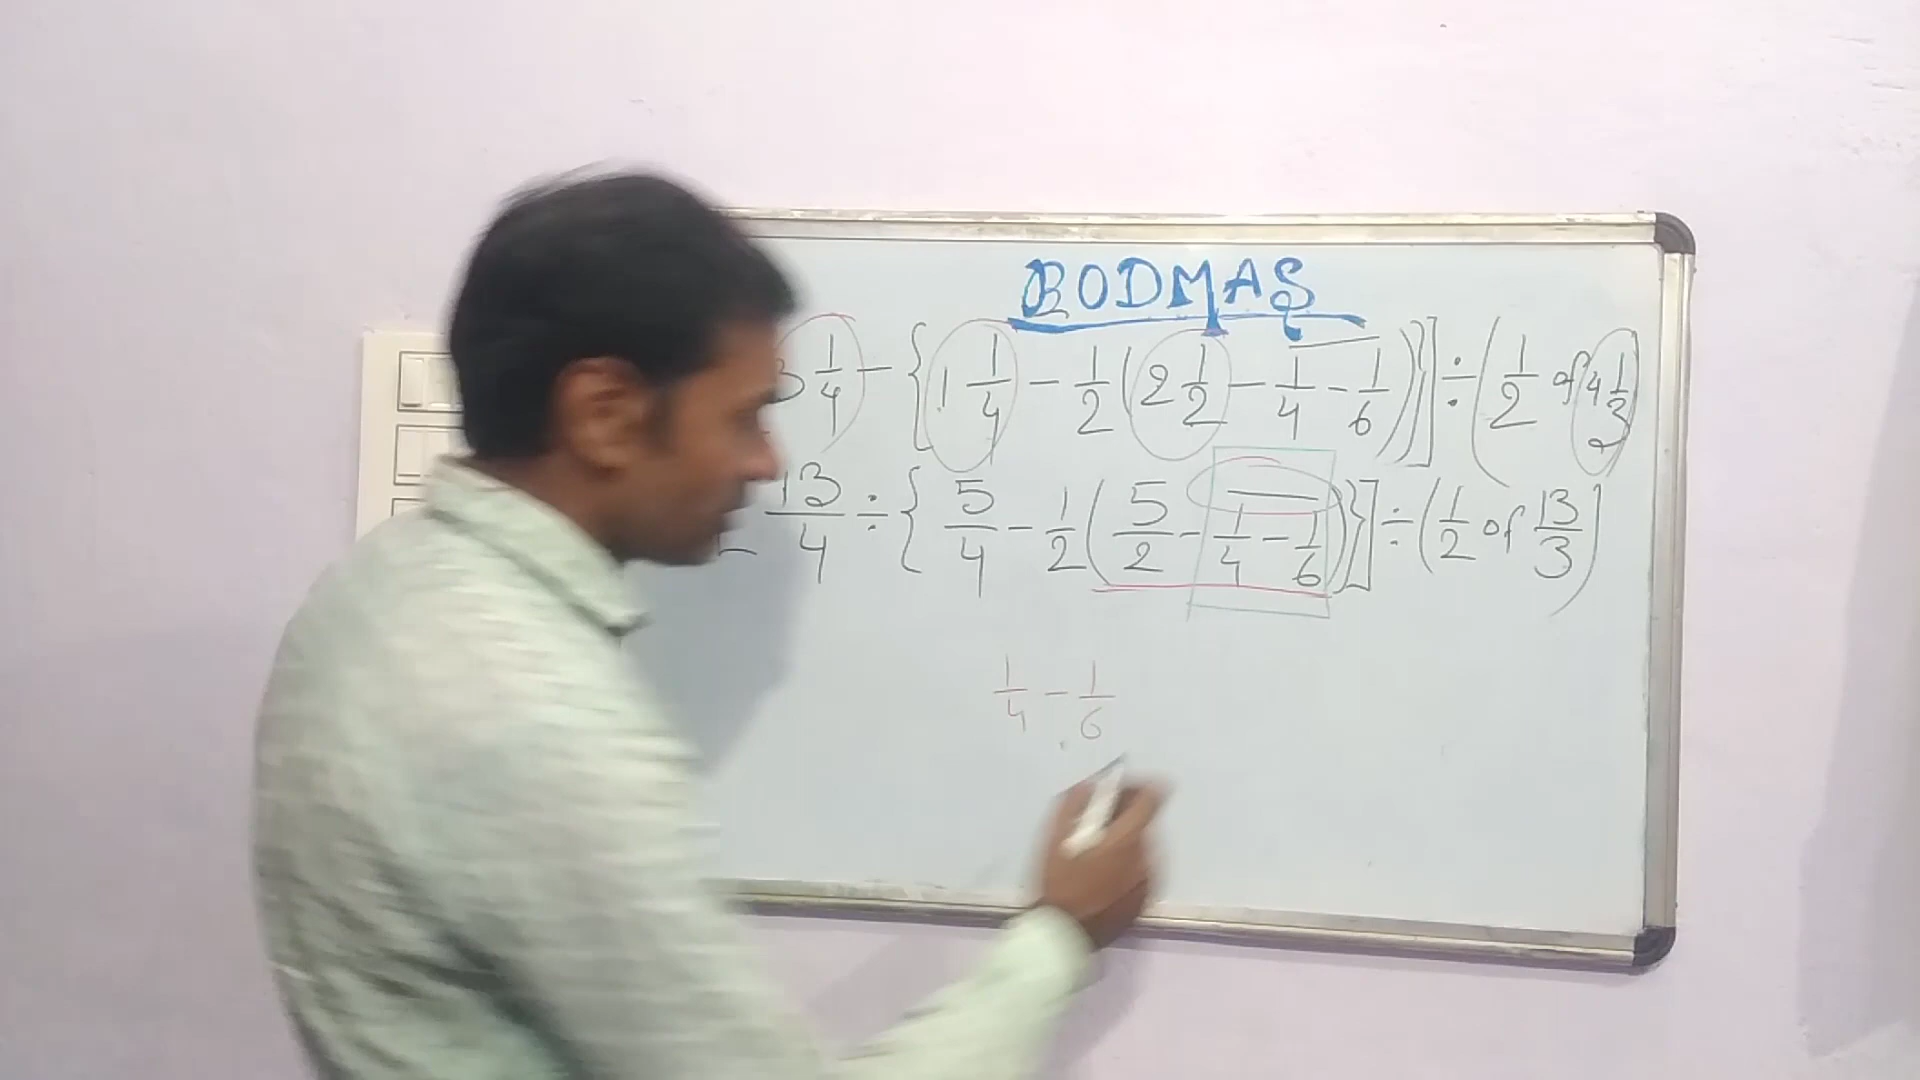 BODMAS
3 1/4 - { 1 1/4 - 1/2 ( 2 1/2 - 1/4 - 1/6 ) } ] ÷ ( 1/2 of 4 1/3
13/4 ÷ { 5/4 - 1/2 ( 5/2 - 1/4 - 1/6 ) } ] ÷ ( 1/2 of 13/3 )
1/4 - 1/6